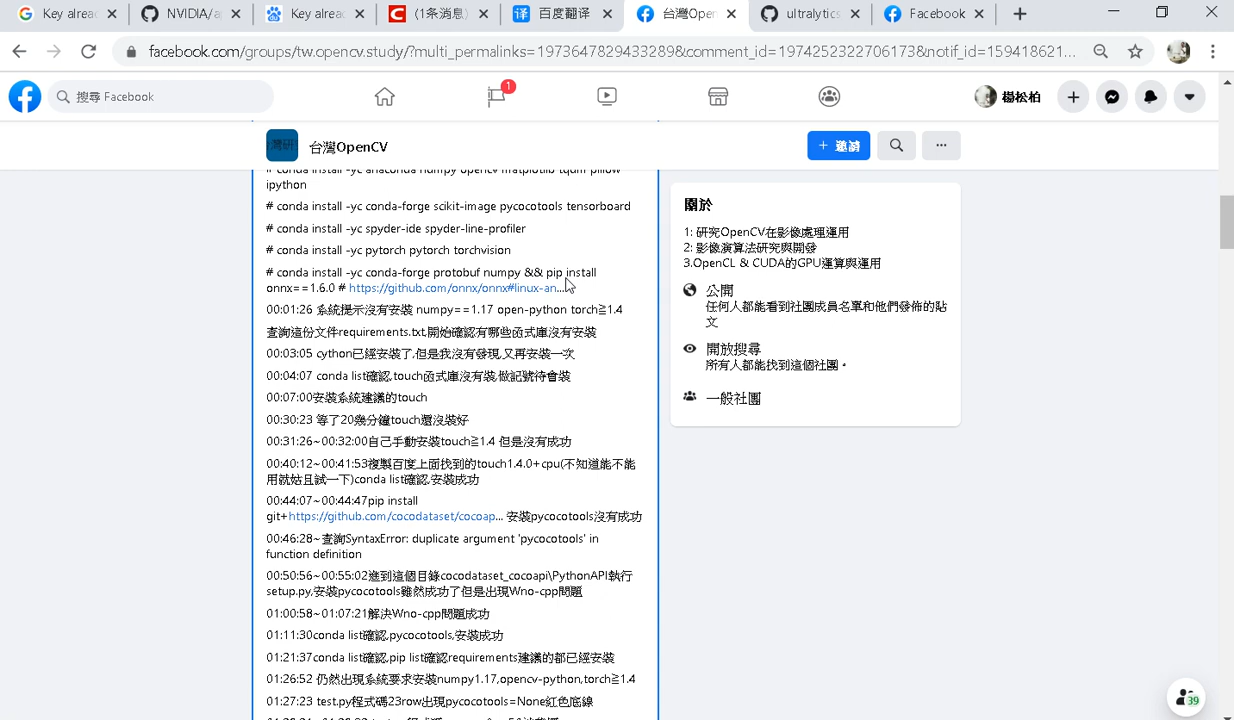 Key alread
NVIDIA/a
Key alread
(1条消息)
百度翻译
台灣Open
ultralytics
Facebook
facebook.com/groups/tw.opencv.study/?multi_permalinks=1973647829433289&comment_id=1974252322706173&notif_id=159418621...
搜尋 Facebook
1
楊松柏
台灣OpenCV
邀請
# conda install -yc anaconda numpy opencv matplotlib tqdm pillow
ipython
# conda install -yc conda-forge scikit-image pycocotools tensorboard
# conda install -yc spyder-ide spyder-line-profiler
# conda install -yc pytorch pytorch torchvision
# conda install -yc conda-forge protobuf numpy && pip install
onnx==1.6.0 # https://github.com/onnx/onnx#linux-an...
00:01:26 系統提示沒有安裝 numpy==1.17 open-python torch≧1.4
查詢這份文件requirements.txt,開始確認有哪些函式庫沒有安裝
00:03:05 cython已經安裝了,但是我沒有發現,又再安裝一次
00:04:07 conda list確認,touch函式庫沒有裝,做記號待會裝
00:07:00安裝系統建議的touch
00:30:23 等了20幾分鐘touch還沒裝好
00:31:26~00:32:00自己手動安裝touch≧1.4 但是沒有成功
00:40:12~00:41:53複製百度上面找到的touch1.4.0+cpu(不知道能不能
用就姑且試一下)conda list確認,安裝成功
00:44:07~00:44:47pip install
git+https://github.com/cocodataset/cocoap... 安裝pycocotools沒有成功
00:46:28~查詢SyntaxError: duplicate argument 'pycocotools' in
function definition
00:50:56~00:55:02進到這個目錄cocodataset_cocoapi\PythonAPI執行
setup.py,安裝pycocotools雖然成功了但是出現Wno-cpp問題
01:00:58~01:07:21解決Wno-cpp問題成功
01:11:30conda list確認,pycocotools,安裝成功
01:21:37conda list確認,pip list確認requirements建議的都已經安裝
01:26:52 仍然出現系統要求安裝numpy1.17,opencv-python,torch≧1.4
01:27:23 test.py程式碼23row出現pycocotools=None紅色底線
關於
1: 研究OpenCV在影像處理運用
2: 影像演算法研究與開發
3.OpenCL & CUDA的GPU運算與運用
公開
任何人都能看到社團成員名單和他們發佈的貼
文
開放搜尋
所有人都能找到這個社團。
一般社團
39